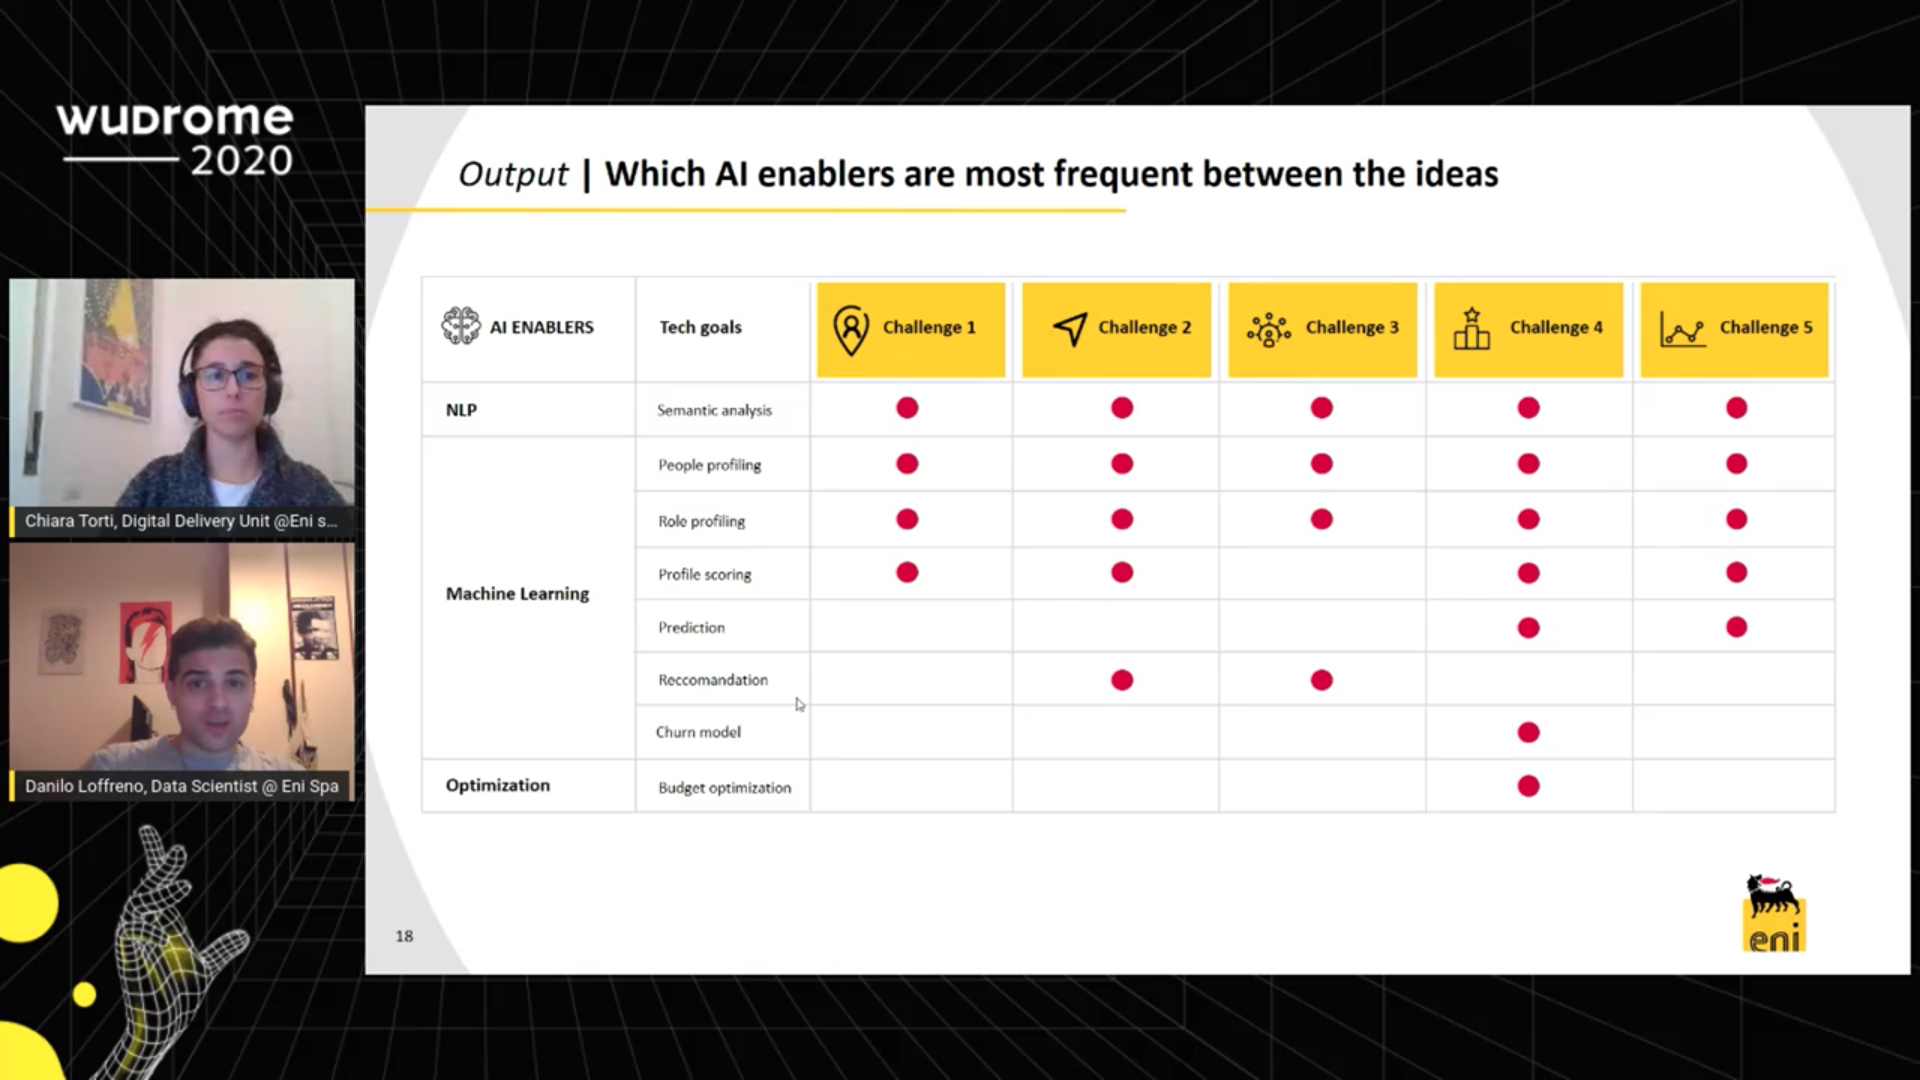 WUDrome
2020
Output | Which AI enablers are most frequent between the ideas
AI ENABLERS
Tech goals
Challenge 1
Challenge 2
Challenge 3
Challenge 4
Challenge 5
NLP
Semantic analysis
People profiling
Role profiling
Profile scoring
Machine Learning
Prediction
Reccomandation
Churn model
Optimization
Budget optimization
Chiara Torti, Digital Delivery Unit @Eni s...
Danilo Loffreno, Data Scientist @ Eni Spa
18
eni